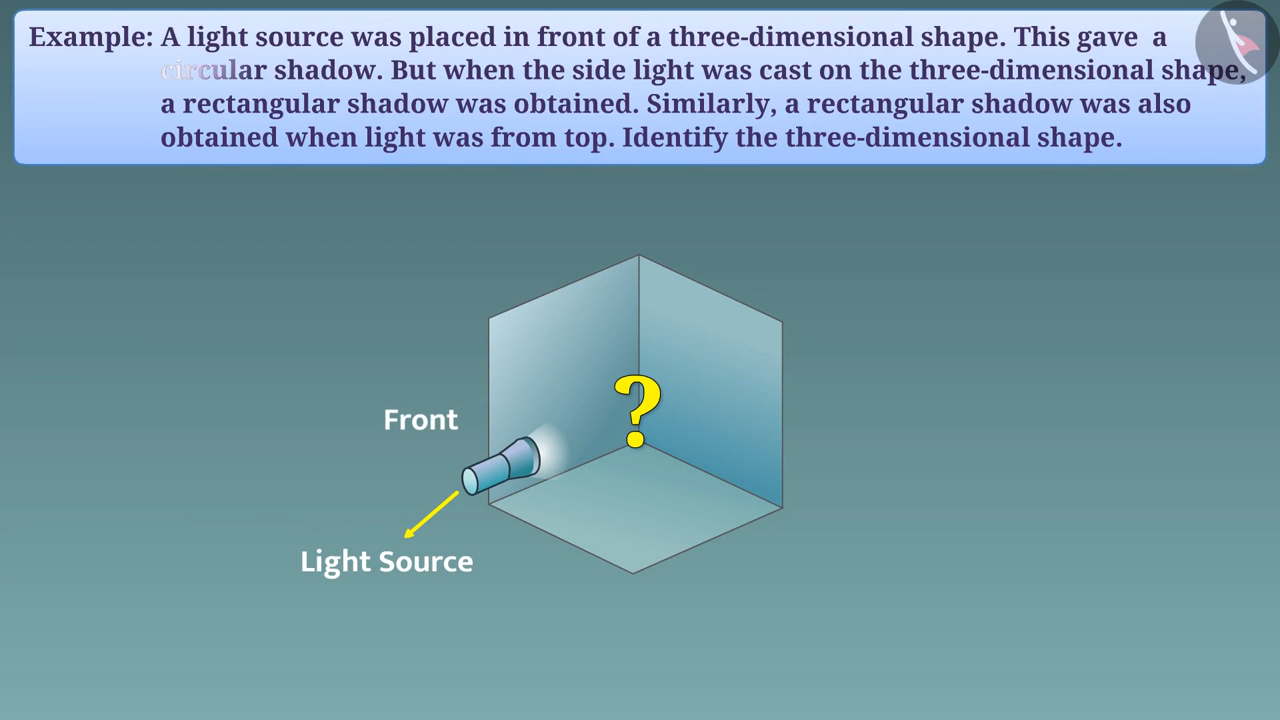 Example: A light source was placed in front of a three-dimensional shape. This gave a
circular shadow. But when the side light was cast on the three-dimensional shape,
a rectangular shadow was obtained. Similarly, a rectangular shadow was also
obtained when light was from top. Identify the three-dimensional shape.
?
Front
Light Source